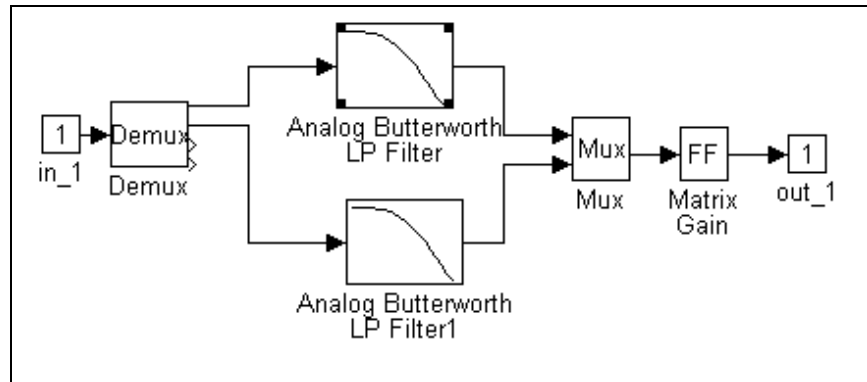 1
in_1
Demux
Demux
Analog Butterworth
LP Filter
Analog Butterworth
LP Filter1
Mux
Mux
FF
Matrix
Gain
1
out_1